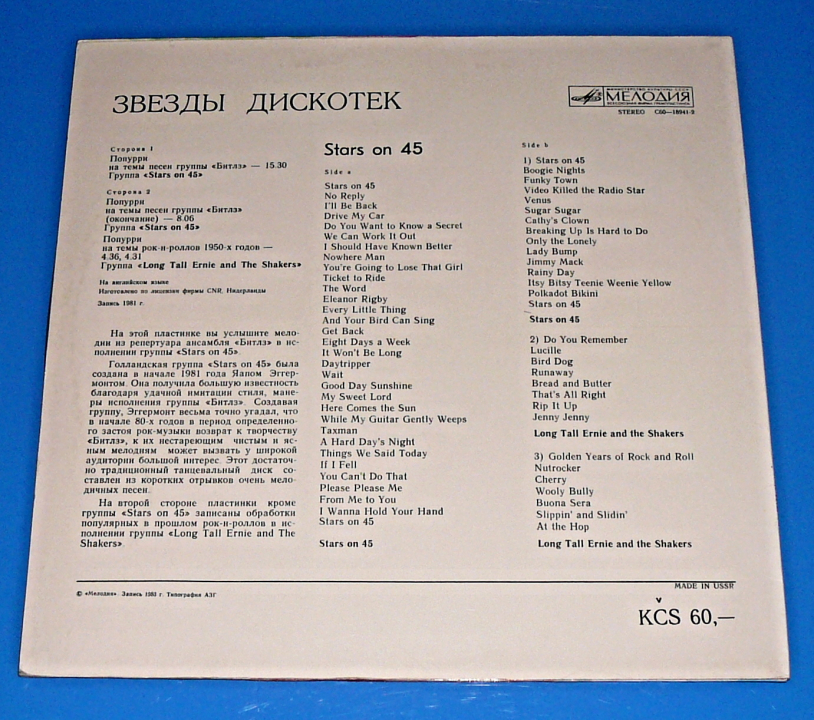 ЗВЕЗДЫ ДИСКОТЕК
МИНИСТЕРСТВО КУЛЬТУРЫ СССР
МЕЛОДИЯ
ВСЕСОЮЗНАЯ ФИРМА ГРАМПЛАСТИНОК
STEREO С60—18941-2
Сторона 1
Попурри
на темы песен группы «Битлз» — 15.30
Группа «Stars on 45»
Сторона 2
Попурри
на темы песен группы «Битлз»
(окончание) — 8.06
Группа «Stars on 45»
Попурри
на темы рок-н-роллов 1950-х годов —
4.36, 4.31
Группа «Long Tall Ernie and The Shakers»
На английском языке
Изготовлено по лицензии фирмы CNR, Нидерланды
Запись 1981 г.
На этой пластинке вы услышите мело-
дии из репертуара ансамбля «Битлз» в ис-
полнении группы «Stars on 45».
Голландская группа «Stars on 45» была
создана в начале 1981 года Яапом Эггер-
монтом. Она получила большую известность
благодаря удачной имитации стиля, мане-
ры исполнения группы «Битлз». Создавая
группу, Эггермонт весьма точно угадал, что
в начале 80-х годов в период определенно-
го застоя рок-музыки возврат к творчеству
«Битлз», к их нестареющим чистым и яс-
ным мелодиям может вызвать у широкой
аудитории большой интерес. Этот достаточ-
но традиционный танцевальный диск со-
ставлен из коротких отрывков очень мело-
дичных песен.
На второй стороне пластинки кроме
группы «Stars on 45» записаны обработки
популярных в прошлом рок-н-роллов в ис-
полнении группы «Long Tall Ernie and The
Shakers».
Stars on 45
Side a
Stars on 45
No Reply
I'll Be Back
Drive My Car
Do You Want to Know a Secret
We Can Work It Out
I Should Have Known Better
Nowhere Man
You're Going to Lose That Girl
Ticket to Ride
The Word
Eleanor Rigby
Every Little Thing
And Your Bird Can Sing
Get Back
Eight Days a Week
It Won't Be Long
Daytripper
Wait
Good Day Sunshine
My Sweet Lord
Here Comes the Sun
While My Guitar Gently Weeps
Taxman
A Hard Day's Night
Things We Said Today
If I Fell
You Can't Do That
Please Please Me
From Me to You
I Wanna Hold Your Hand
Stars on 45
Stars on 45
Side b
1) Stars on 45
Boogie Nights
Funky Town
Video Killed the Radio Star
Venus
Sugar Sugar
Cathy's Clown
Breaking Up Is Hard to Do
Only the Lonely
Lady Bump
Jimmy Mack
Rainy Day
Itsy Bitsy Teenie Weenie Yellow
Polkadot Bikini
Stars on 45
Stars on 45
2) Do You Remember
Lucille
Bird Dog
Runaway
Bread and Butter
That's All Right
Rip It Up
Jenny Jenny
Long Tall Ernie and the Shakers
3) Golden Years of Rock and Roll
Nutrocker
Cherry
Wooly Bully
Buona Sera
Slippin' and Slidin'
At the Hop
Long Tall Ernie and the Shakers
MADE IN USSR
© «Мелодия». Запись 1981 г. Типография АЗГ
KČS 60,—